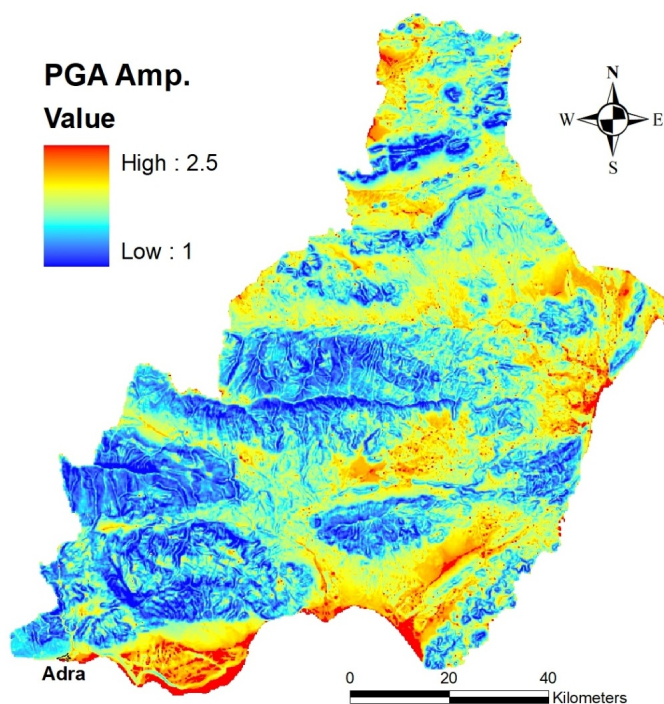 PGA Amp.
Value
High : 2.5
Low : 1
N
W E
S
Adra
0 20 40
Kilometers